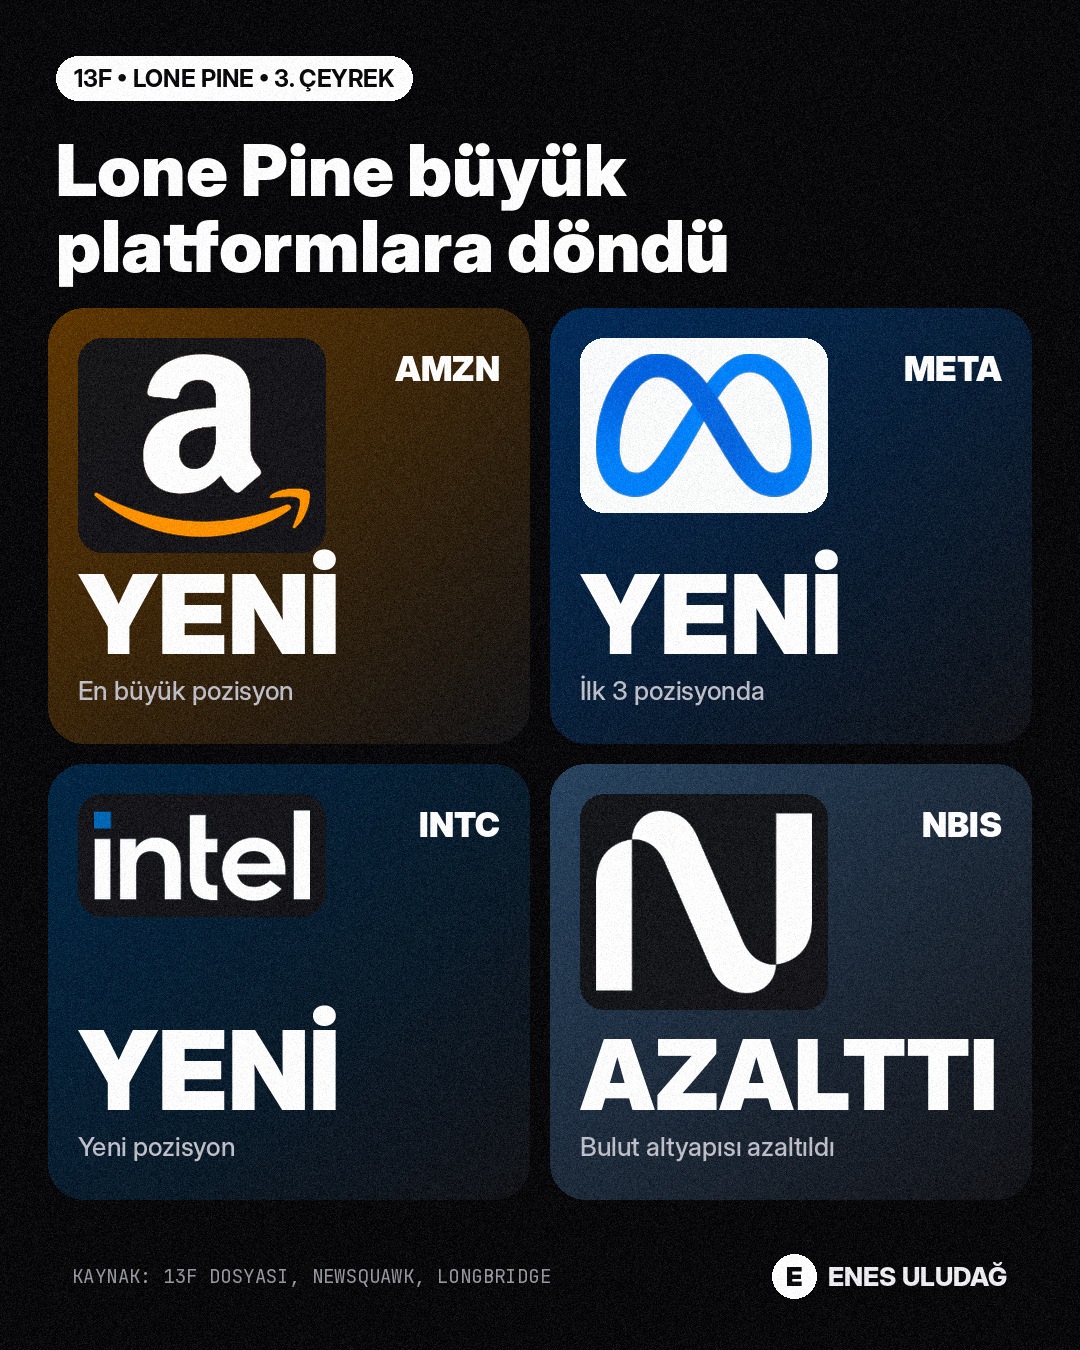 13F • LONE PINE • 3. ÇEYREK
Lone Pine büyük
platformlara döndü
a
AMZN
YENİ
En büyük pozisyon
META
YENİ
İlk 3 pozisyonda
intel
INTC
YENİ
Yeni pozisyon
N
NBIS
AZALTTI
Bulut altyapısı azaltıldı
KAYNAK: 13F DOSYASI, NEWSQUAWK, LONGBRIDGE
E ENES ULUDAĞ